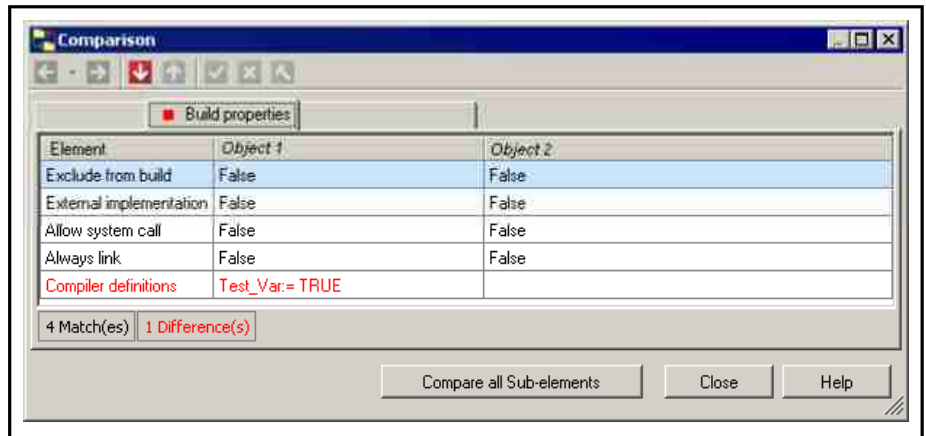 Comparison
Build properties
Element Object 1 Object 2
Exclude from build False False
External implementation False False
Allow system call False False
Always link False False
Compiler definitions Test_Var:= TRUE
4 Match(es) 1 Difference(s)
Compare all Sub-elements Close Help